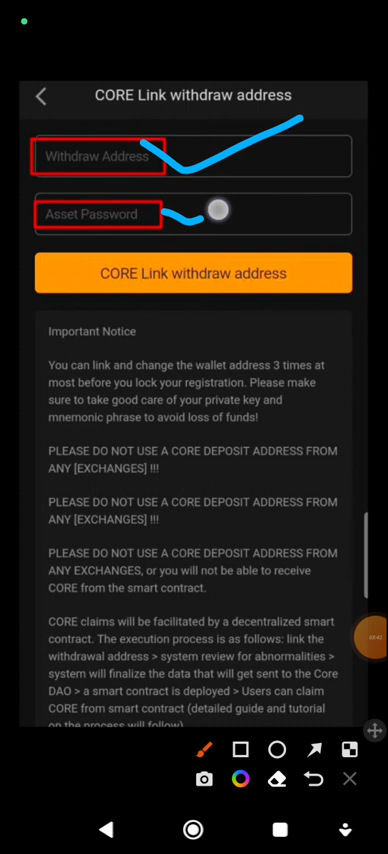 CORE Link withdraw address
Withdraw Address
Asset Password
CORE Link withdraw address
Important Notice
You can link and change the wallet address 3 times at
most before you lock your registration. Please make
sure to take good care of your private key and
mnemonic phrase to avoid loss of funds!
PLEASE DO NOT USE A CORE DEPOSIT ADDRESS FROM
ANY [EXCHANGES] !!!
PLEASE DO NOT USE A CORE DEPOSIT ADDRESS FROM
ANY [EXCHANGES] !!!
PLEASE DO NOT USE A CORE DEPOSIT ADDRESS FROM
ANY EXCHANGES, or you will not be able to receive
CORE from the smart contract.
CORE claims will be facilitated by a decentralized smart
contract. The execution process is as follows: link the
withdrawal address > system review for abnormalities >
system will finalize the data that will get sent to the Core
DAO > a smart contract is deployed > Users can claim
CORE from smart contract (detailed guide and tutorial
on the process will follow)